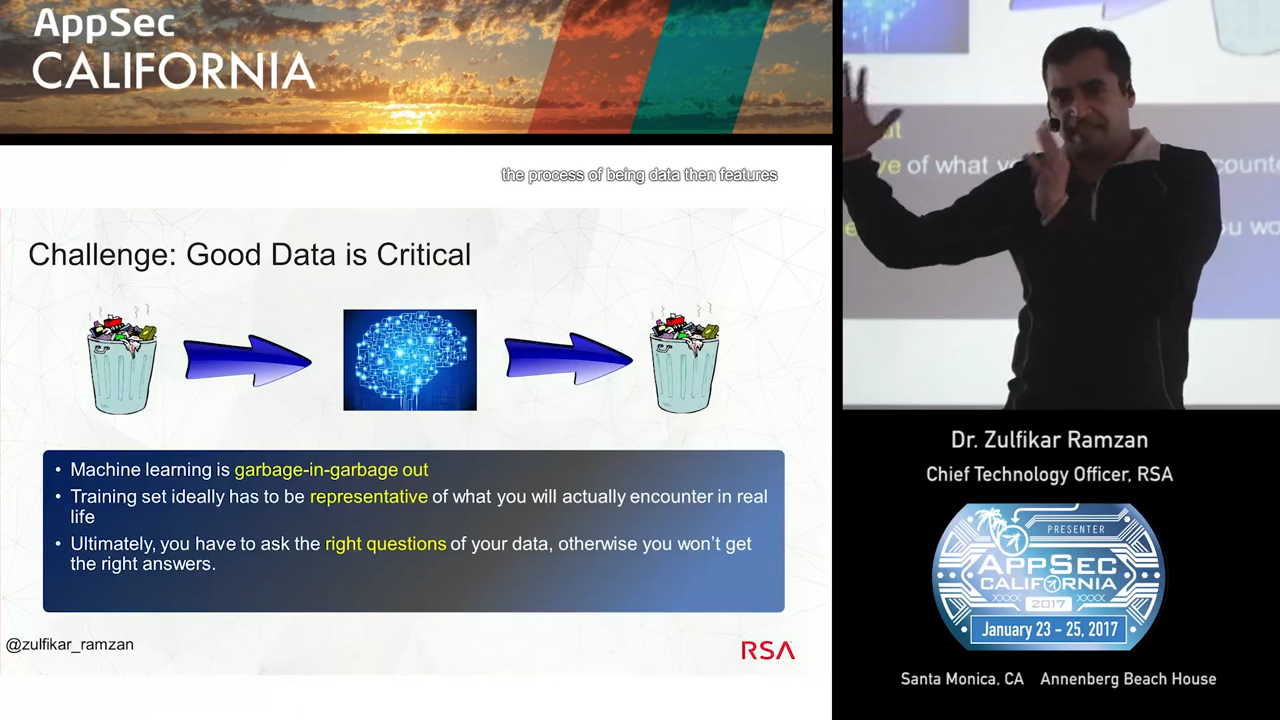 AppSec
CALIFORNIA
the process of being data then features
Challenge: Good Data is Critical
• Machine learning is garbage-in-garbage out
• Training set ideally has to be representative of what you will actually encounter in real
life
• Ultimately, you have to ask the right questions of your data, otherwise you won't get
the right answers.
@zulfikar_ramzan
RSA
of what
Dr. Zulfikar Ramzan
Chief Technology Officer, RSA
PRESENTER
APPSEC
CALIFORNIA
2017
January 23 - 25, 2017
Santa Monica, CA Annenberg Beach House